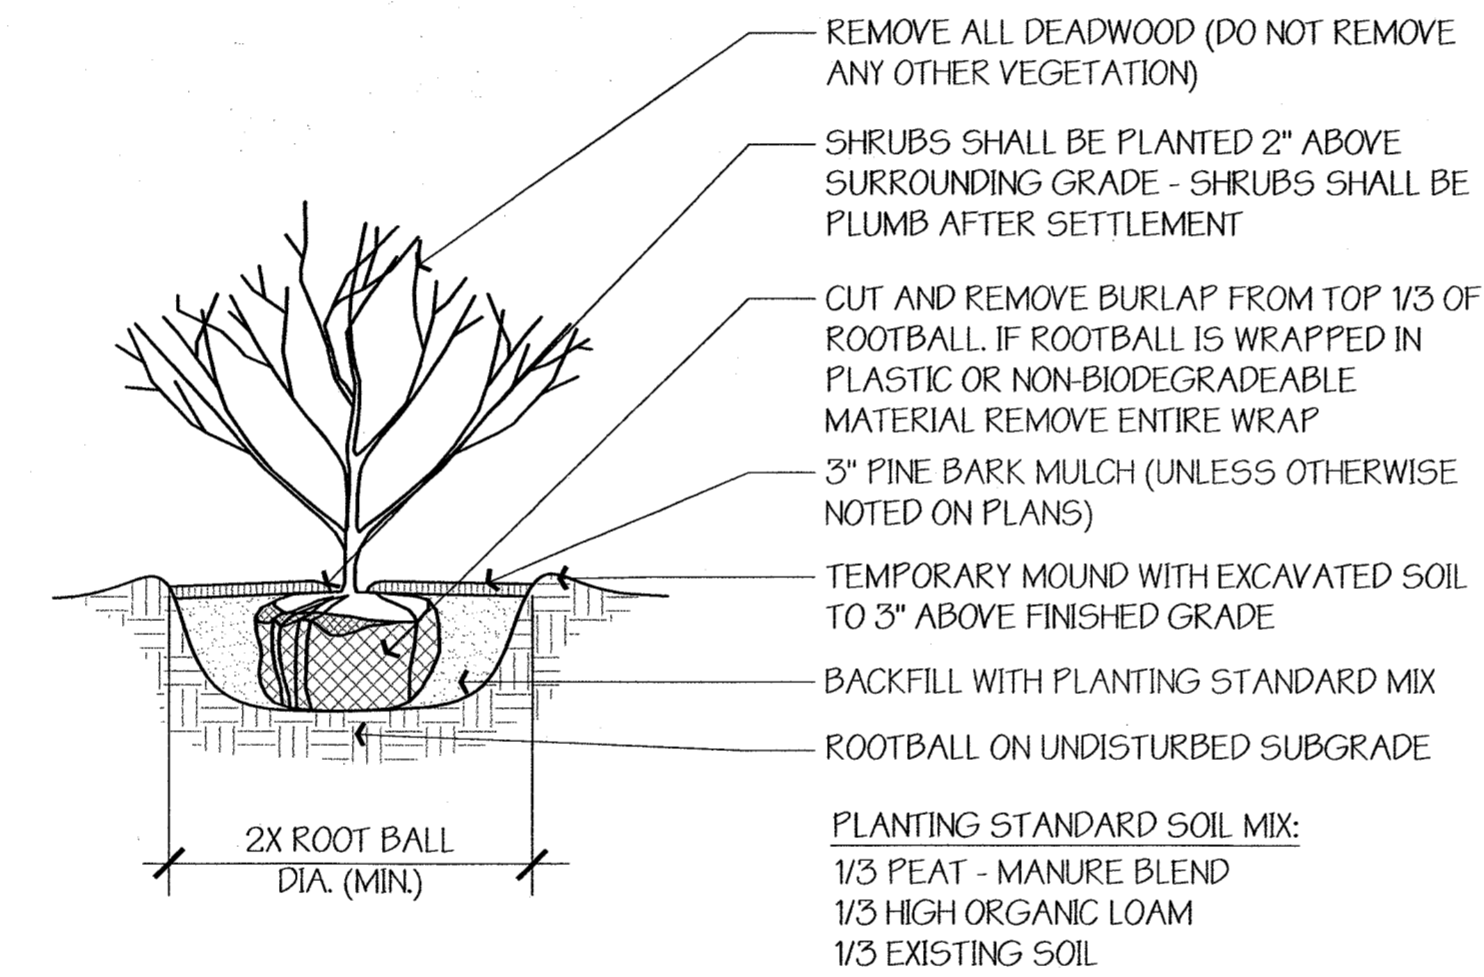 REMOVE ALL DEADWOOD (DO NOT REMOVE
ANY OTHER VEGETATION)
SHRUBS SHALL BE PLANTED 2" ABOVE
SURROUNDING GRADE - SHRUBS SHALL BE
PLUMB AFTER SETTLEMENT
CUT AND REMOVE BURLAP FROM TOP 1/3 OF
ROOTBALL. IF ROOTBALL IS WRAPPED IN
PLASTIC OR NON-BIODEGRADEABLE
MATERIAL REMOVE ENTIRE WRAP
3" PINE BARK MULCH (UNLESS OTHERWISE
NOTED ON PLANS)
TEMPORARY MOUND WITH EXCAVATED SOIL
TO 3" ABOVE FINISHED GRADE
BACKFILL WITH PLANTING STANDARD MIX
ROOTBALL ON UNDISTURBED SUBGRADE
2X ROOT BALL
DIA. (MIN.)
PLANTING STANDARD SOIL MIX:
1/3 PEAT - MANURE BLEND
1/3 HIGH ORGANIC LOAM
1/3 EXISTING SOIL